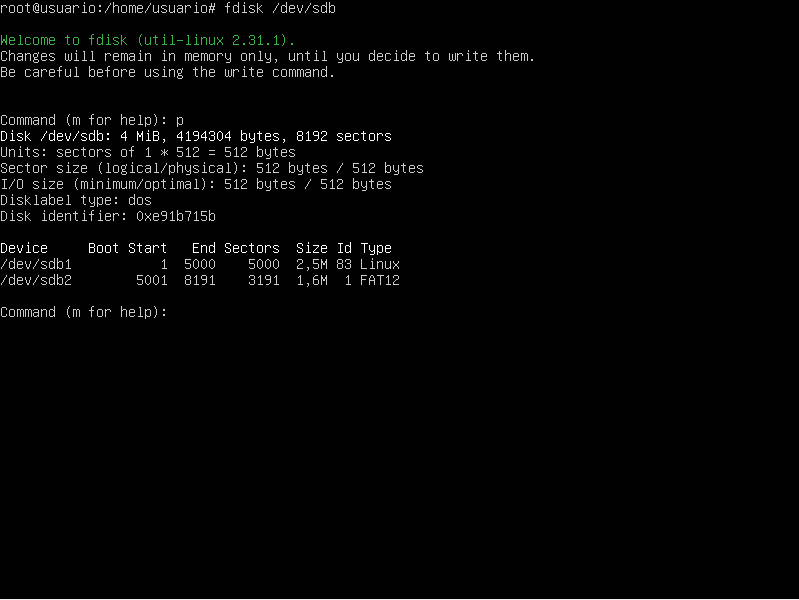 root@usuario:/home/usuario# fdisk /dev/sdb
Welcome to fdisk (util-linux 2.31.1).
Changes will remain in memory only, until you decide to write them.
Be careful before using the write command.
Command (m for help): p
Disk /dev/sdb: 4 MiB, 4194304 bytes, 8192 sectors
Units: sectors of 1 * 512 = 512 bytes
Sector size (logical/physical): 512 bytes / 512 bytes
I/O size (minimum/optimal): 512 bytes / 512 bytes
Disklabel type: dos
Disk identifier: 0xe91b715b
Device     Boot Start   End Sectors  Size Id Type
/dev/sdb1           1  5000    5000  2,5M 83 Linux
/dev/sdb2        5001  8191    3191  1,6M  1 FAT12
Command (m for help):